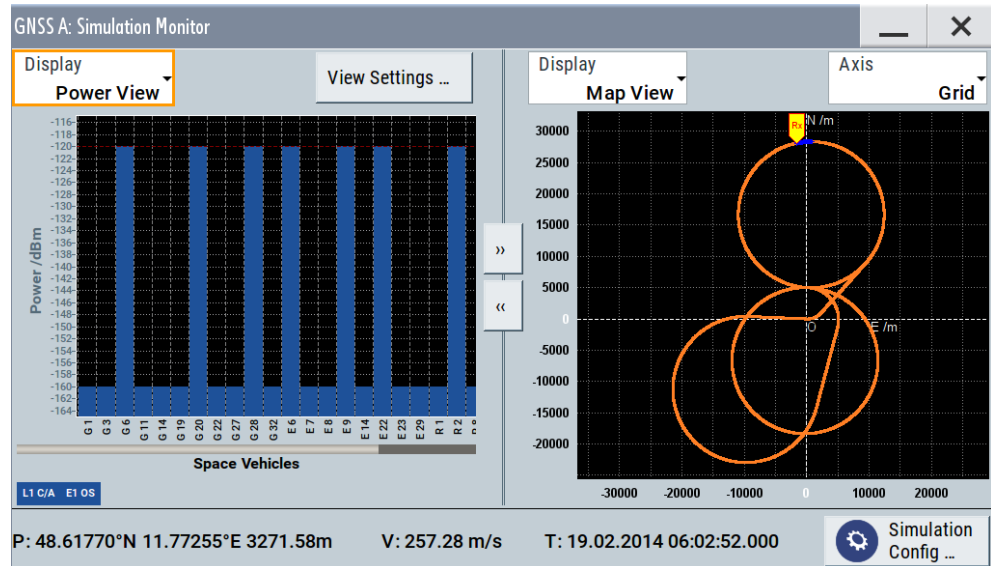 GNSS A: Simulation Monitor
Display
Power View
View Settings ...
-116
-118
-120
-122
-124
-126
-128
-130
-132
-134
-136
-138
-140
-142
-144
-146
-148
-150
-152
-154
-156
-158
-160
-162
-164
Power /dBm
G 1 G 3 G 6 G 11 G 14 G 19 G 20 G 22 G 27 G 28 G 32 E 6 E 7 E 8 E 9 E 14 E 22 E 23 E 29 R 1 R 2
Space Vehicles
L1 C/A E1 OS
>>
<<
Display
Map View
Axis
Grid
Rx
N /m
30000
25000
20000
15000
10000
5000
0
-5000
-10000
-15000
-20000
O
E /m
-30000 -20000 -10000 0 10000 20000
P: 48.61770°N 11.77255°E 3271.58m V: 257.28 m/s T: 19.02.2014 06:02:52.000
Simulation
Config ...